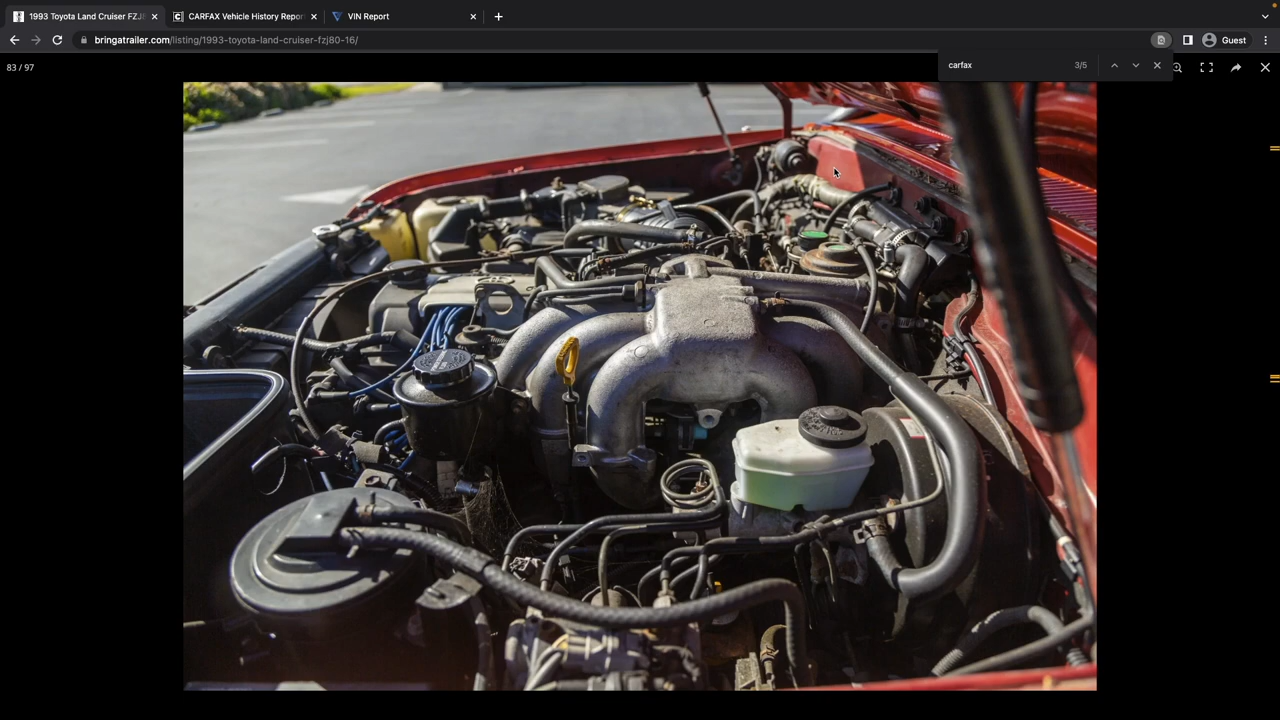 1993 Toyota Land Cruiser FZJ8
CARFAX Vehicle History Repor
VIN Report
bringatrailer.com/listing/1993-toyota-land-cruiser-fzj80-16/
Guest
83 / 97
carfax
3/5